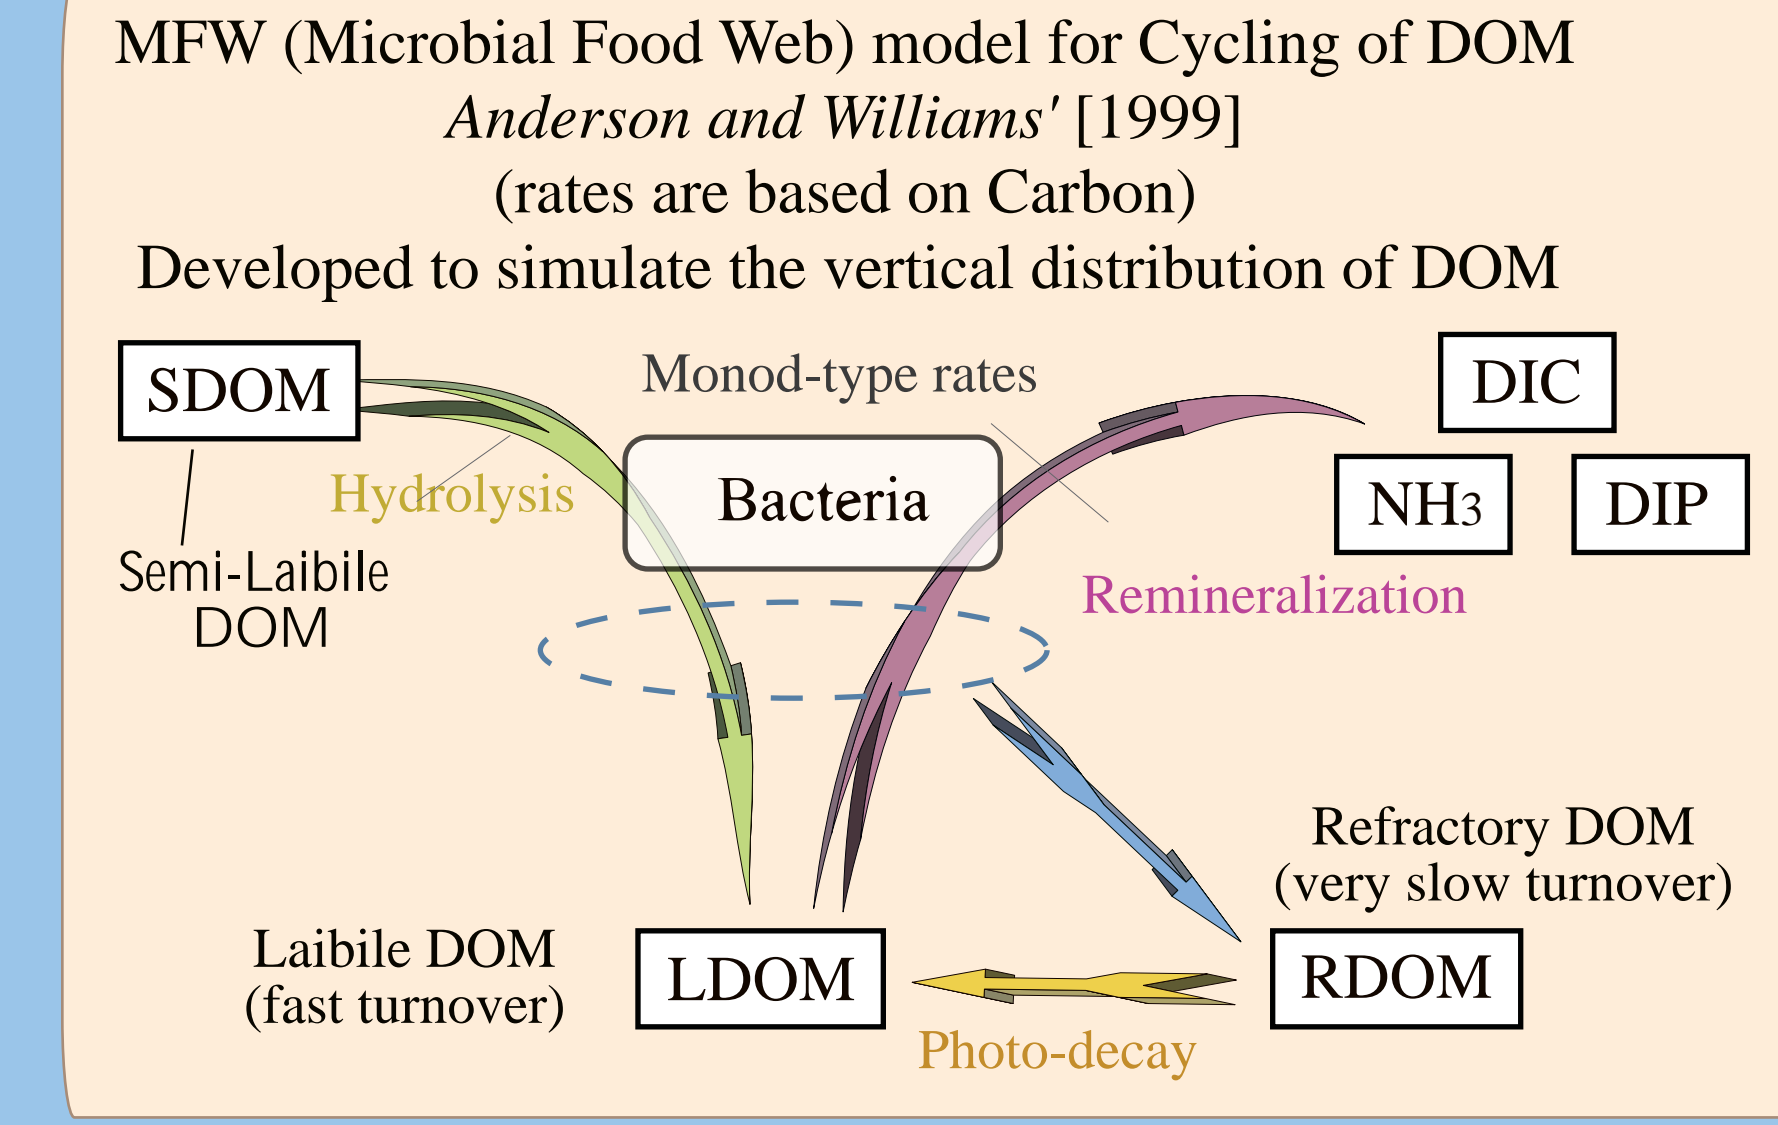 MFW (Microbial Food Web) model for Cycling of DOM
Anderson and Williams' [1999]
(rates are based on Carbon)
Developed to simulate the vertical distribution of DOM
SDOM
Monod-type rates
DIC
Hydrolysis
Bacteria
NH3
DIP
Semi-Laibile
DOM
Remineralization
Refractory DOM
(very slow turnover)
Laibile DOM
(fast turnover)
LDOM
RDOM
Photo-decay